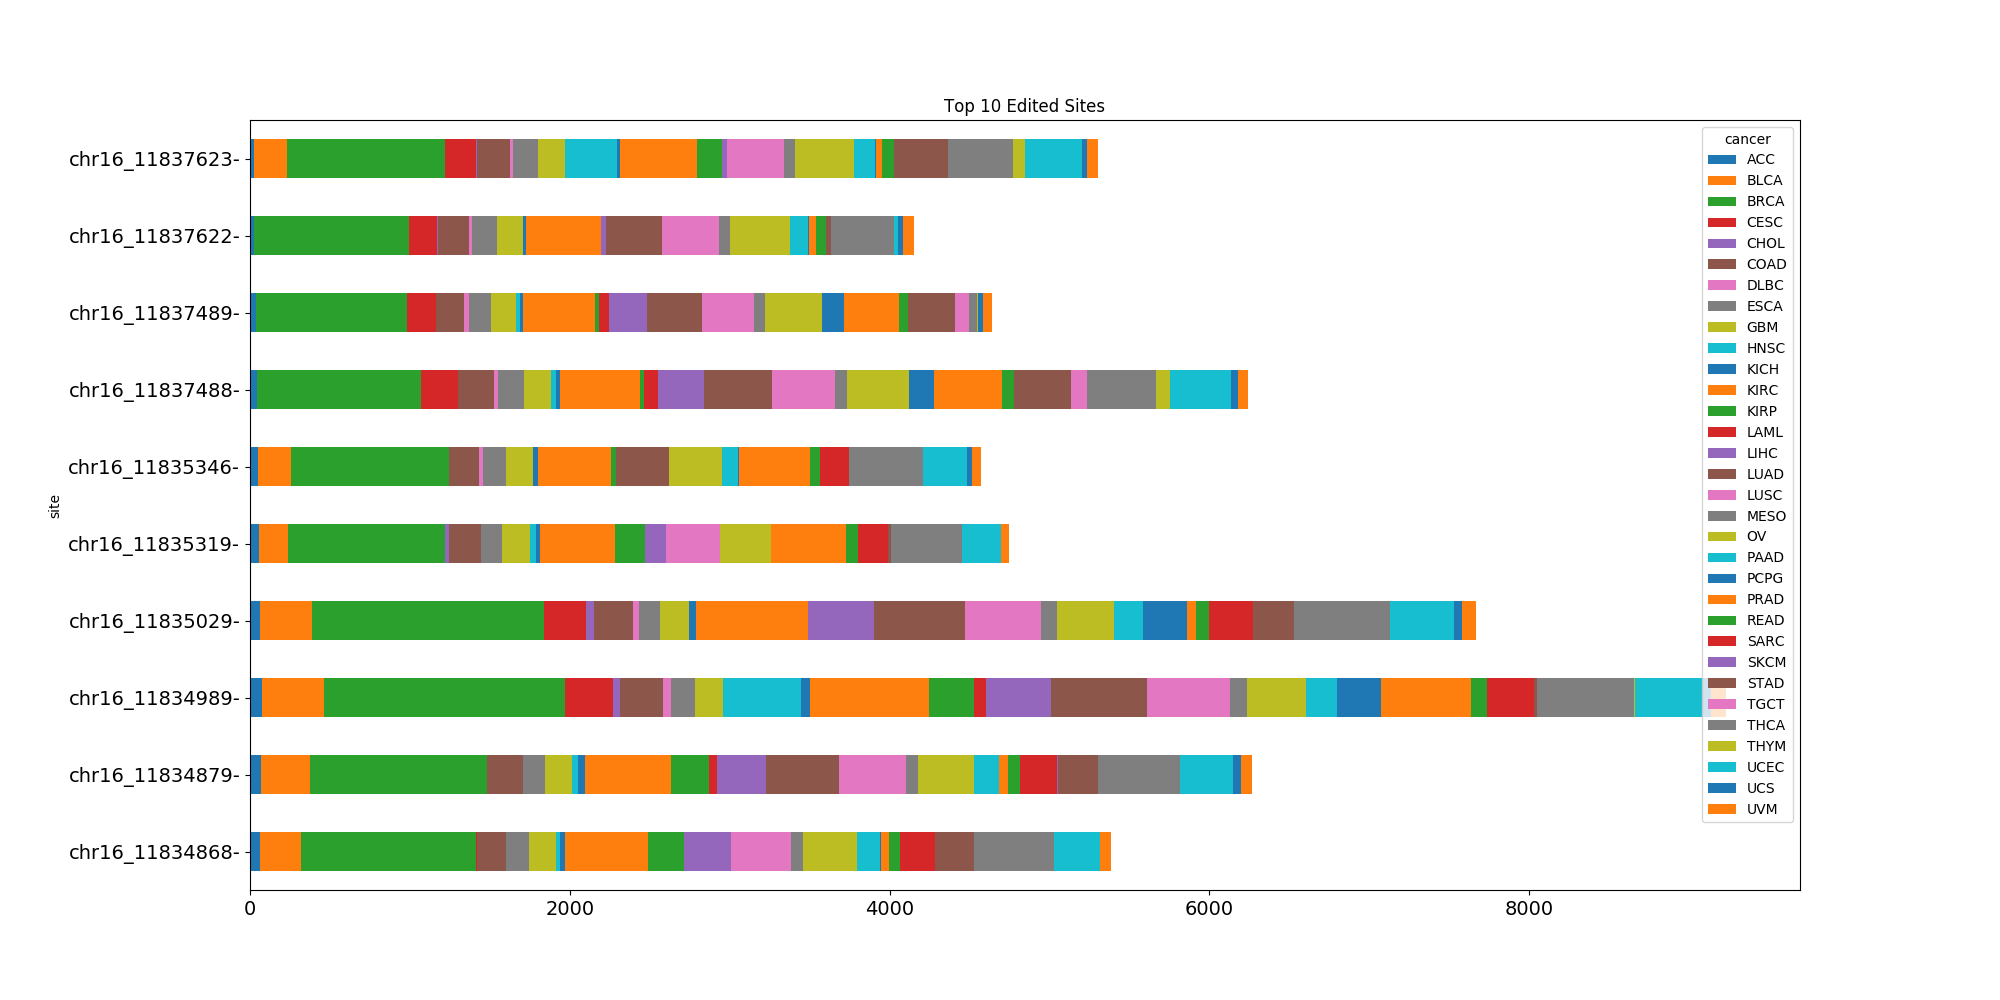 Top 10 Edited Sites
chr16_11837623-
chr16_11837622-
chr16_11837489-
chr16_11837488-
chr16_11835346-
chr16_11835319-
chr16_11835029-
chr16_11834989-
chr16_11834879-
chr16_11834868-
site
0 2000 4000 6000 8000
cancer
ACC
BLCA
BRCA
CESC
CHOL
COAD
DLBC
ESCA
GBM
HNSC
KICH
KIRC
KIRP
LAML
LIHC
LUAD
LUSC
MESO
OV
PAAD
PCPG
PRAD
READ
SARC
SKCM
STAD
TGCT
THCA
THYM
UCEC
UCS
UVM